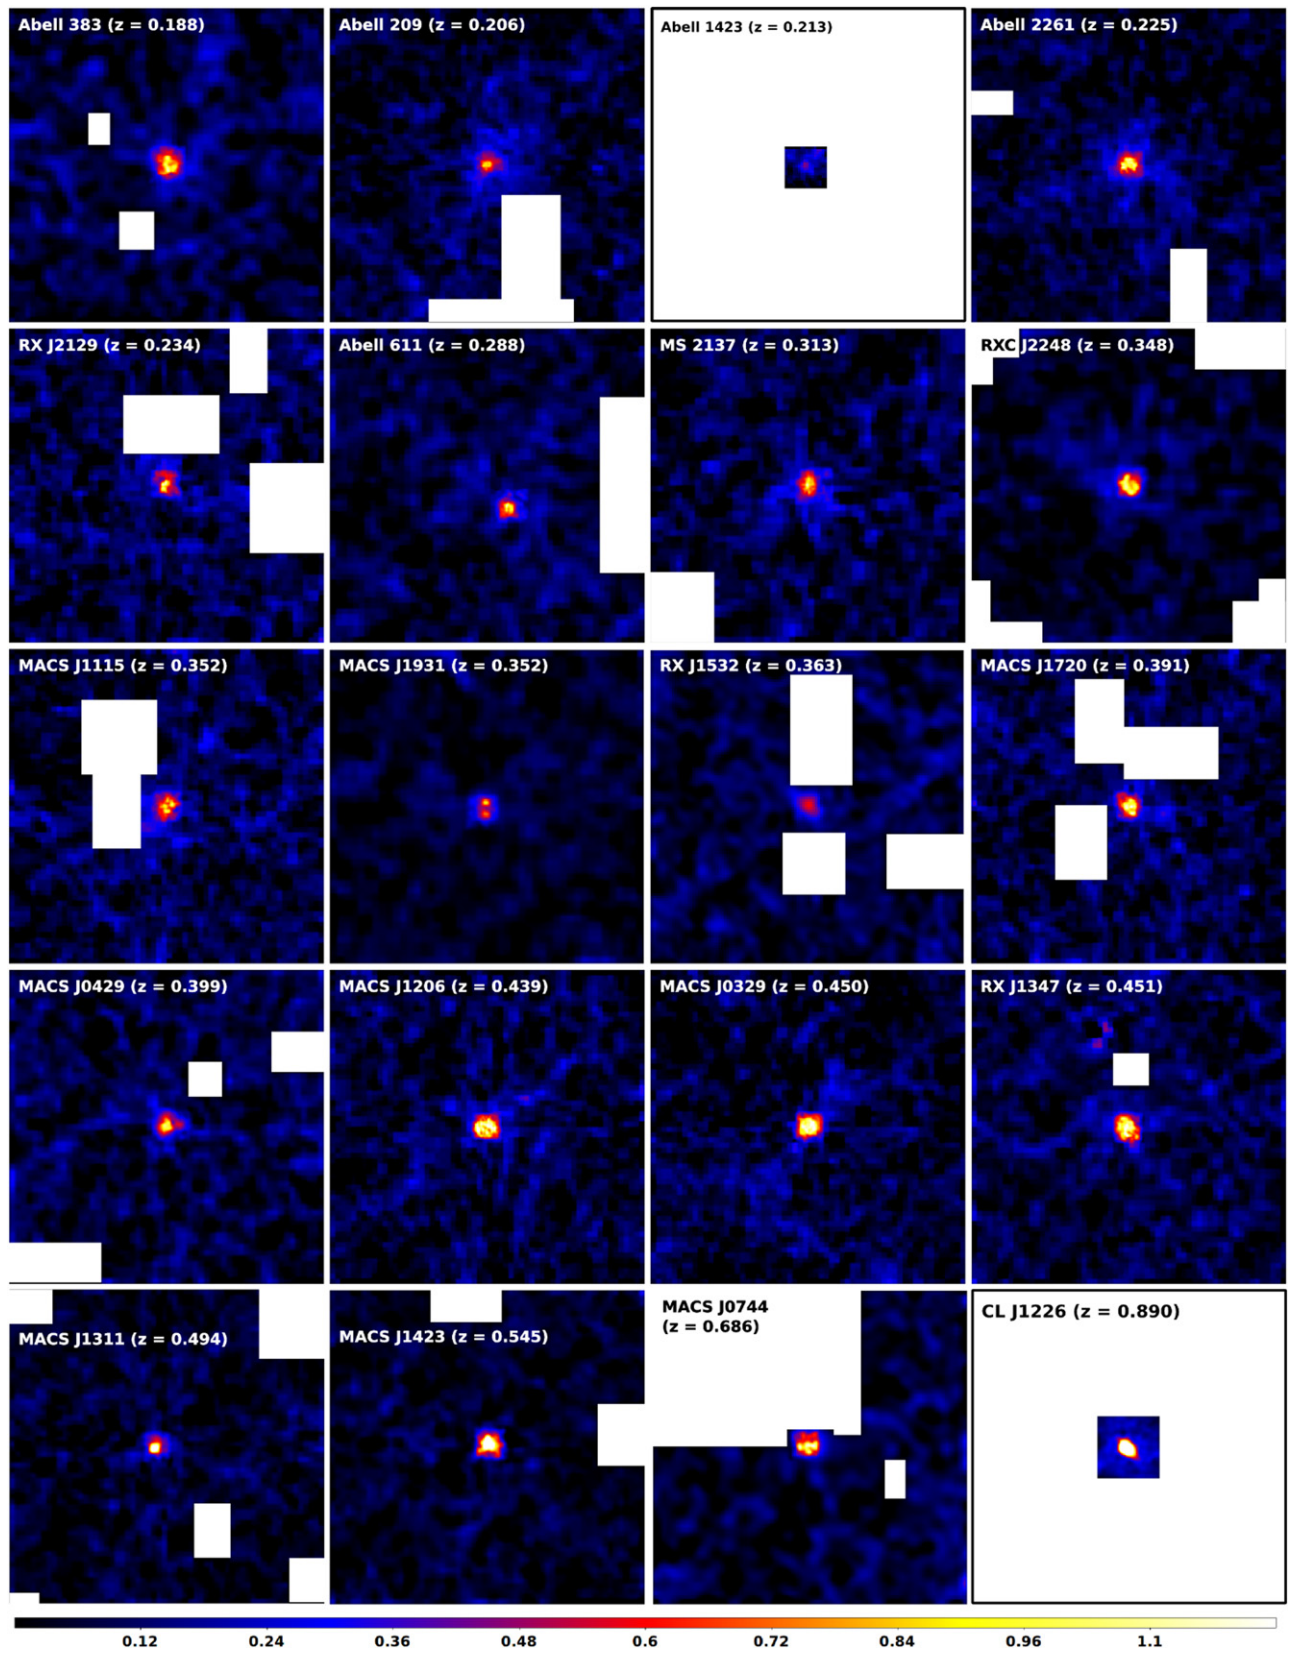 Abell 383 (z = 0.188)
Abell 209 (z = 0.206)
Abell 1423 (z = 0.213)
Abell 2261 (z = 0.225)
RX J2129 (z = 0.234)
Abell 611 (z = 0.288)
MS 2137 (z = 0.313)
RXC J2248 (z = 0.348)
MACS J1115 (z = 0.352)
MACS J1931 (z = 0.352)
RX J1532 (z = 0.363)
MACS J1720 (z = 0.391)
MACS J0429 (z = 0.399)
MACS J1206 (z = 0.439)
MACS J0329 (z = 0.450)
RX J1347 (z = 0.451)
MACS J1311 (z = 0.494)
MACS J1423 (z = 0.545)
MACS J0744
(z = 0.686)
CL J1226 (z = 0.890)
0.12 0.24 0.36 0.48 0.6 0.72 0.84 0.96 1.1